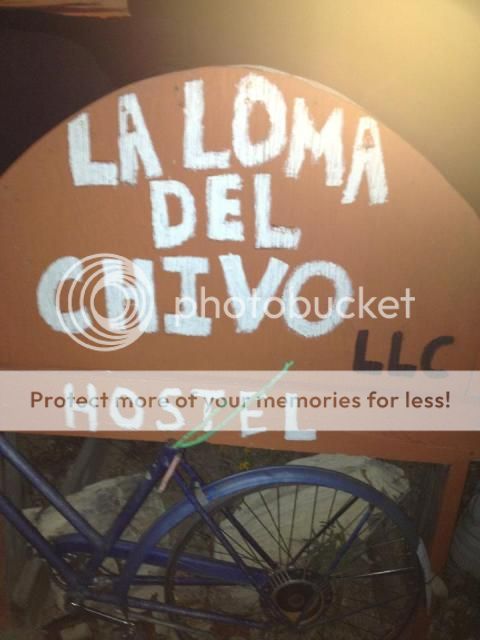 LA LOMA
DEL
CHIVO
photobucket
LLC
Protect more of your memories for less!
HOSTEL